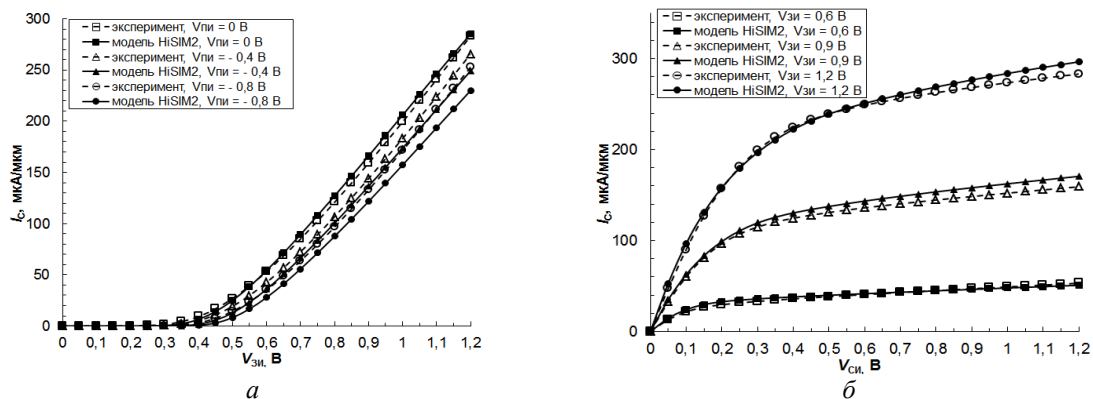 300
250
200
150
100
50
0
Iс, мкА/мкм
эксперимент, Vпи = 0 В
модель HiSIM2, Vпи = 0 В
эксперимент, Vпи = - 0,4 В
модель HiSIM2, Vпи = - 0,4 В
эксперимент, Vпи = - 0,8 В
модель HiSIM2, Vпи = - 0,8 В
0 0,1 0,2 0,3 0,4 0,5 0,6 0,7 0,8 0,9 1 1,1 1,2
VЗИ, В
а
300
200
100
0
Iс, мкА/мкм
эксперимент, Vзи = 0,6 В
модель HiSIM2, Vзи = 0,6 В
эксперимент, Vзи = 0,9 В
модель HiSIM2, Vзи = 0,9 В
эксперимент, Vзи = 1,2 В
модель HiSIM2, Vзи = 1,2 В
0 0,1 0,2 0,3 0,4 0,5 0,6 0,7 0,8 0,9 1 1,1 1,2
VСИ, В
б